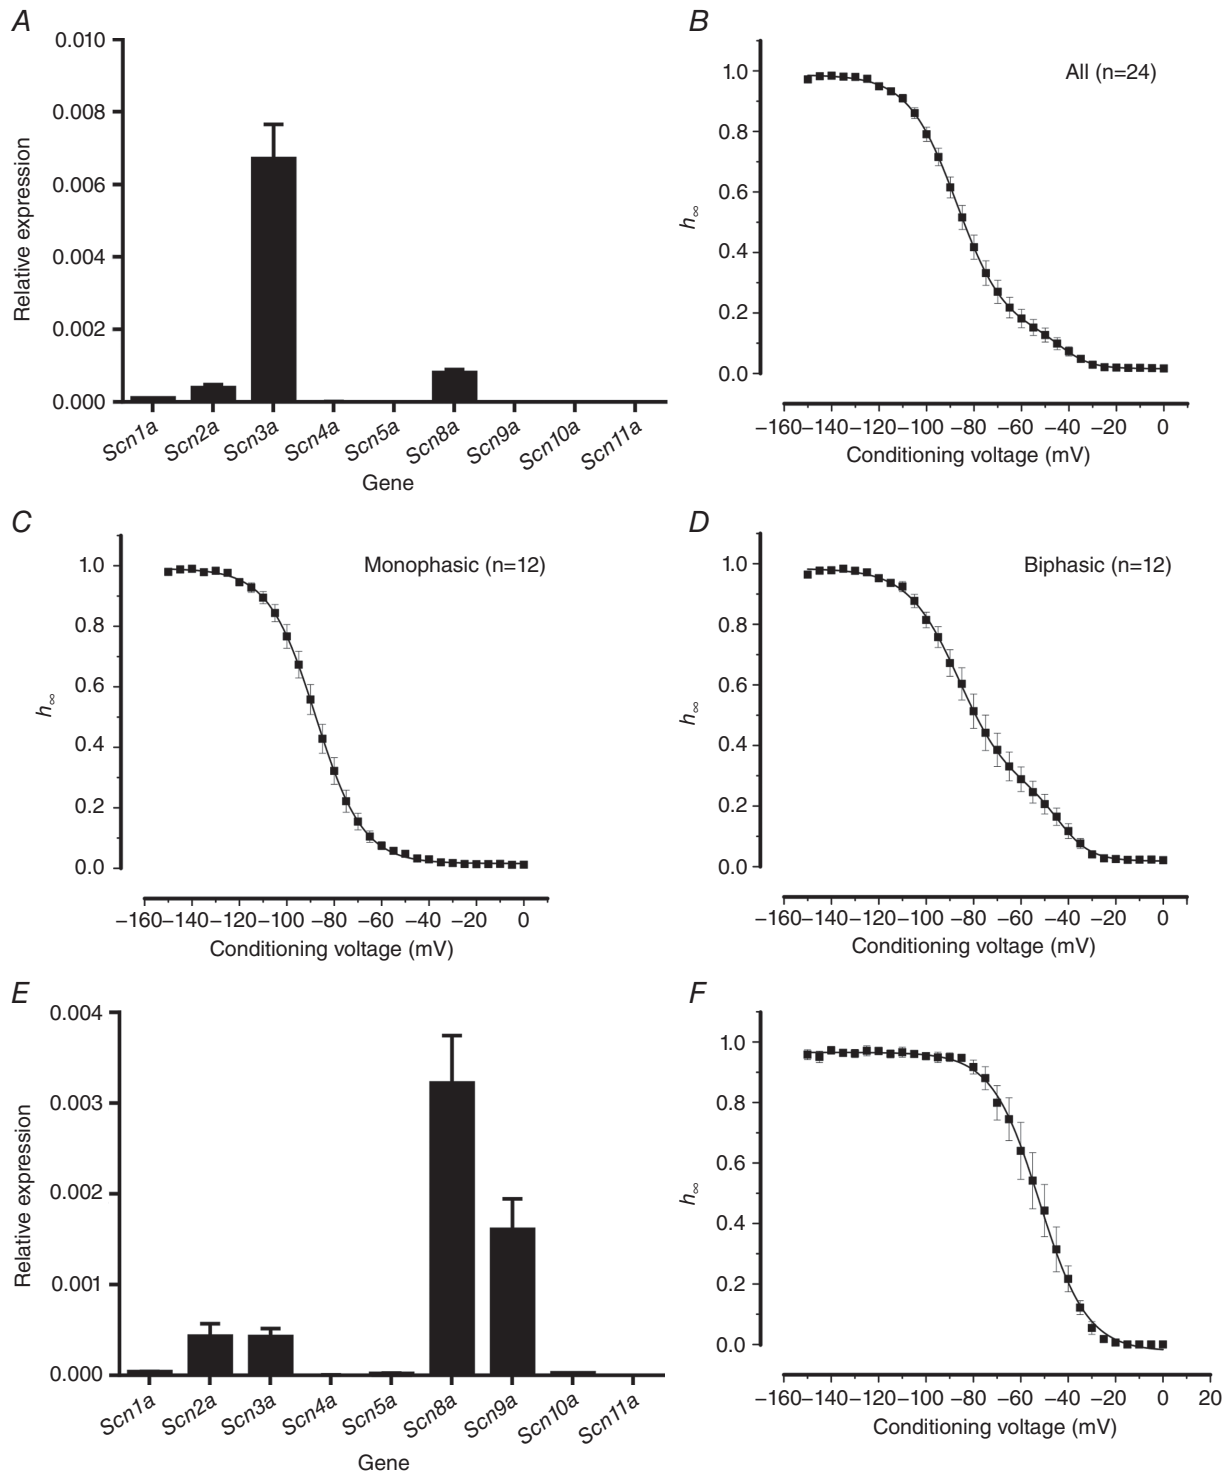 A
0.010
0.008
0.006
0.004
0.002
0.000
Relative expression
Scn1a Scn2a Scn3a Scn4a Scn5a Scn8a Scn9a Scn10a Scn11a
Gene
B
All (n=24)
1.0
0.8
0.6
0.4
0.2
0.0
h∞
−160 −140 −120 −100 −80 −60 −40 −20 0
Conditioning voltage (mV)
C
Monophasic (n=12)
1.0
0.8
0.6
0.4
0.2
0.0
h∞
−160 −140 −120 −100 −80 −60 −40 −20 0
Conditioning voltage (mV)
D
Biphasic (n=12)
1.0
0.8
0.6
0.4
0.2
0.0
h∞
−160 −140 −120 −100 −80 −60 −40 −20 0
Conditioning voltage (mV)
E
0.004
0.003
0.002
0.001
0.000
Relative expression
Scn1a Scn2a Scn3a Scn4a Scn5a Scn8a Scn9a Scn10a Scn11a
Gene
F
1.0
0.8
0.6
0.4
0.2
0.0
h∞
−160 −140 −120 −100 −80 −60 −40 −20 0 20
Conditioning voltage (mV)